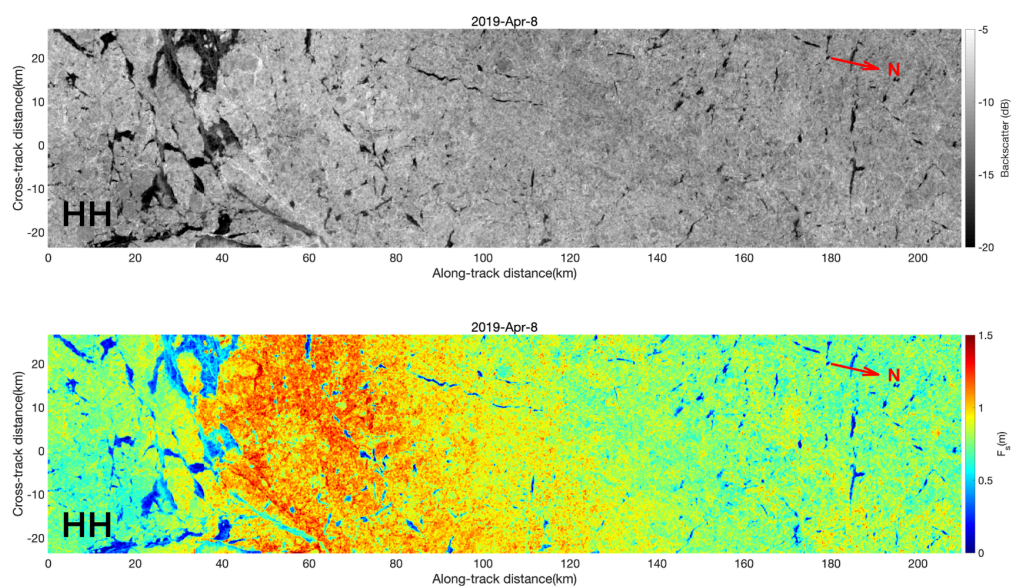 2019-Apr-8
20
10
0
-10
-20
Cross-track distance(km)
HH
N
-5
-10
-15
-20
Backscatter (dB)
0 20 40 60 80 100 120 140 160 180 200
Along-track distance(km)
2019-Apr-8
20
10
0
-10
-20
Cross-track distance(km)
HH
N
1.5
1
0.5
0
Fs(m)
0 20 40 60 80 100 120 140 160 180 200
Along-track distance(km)